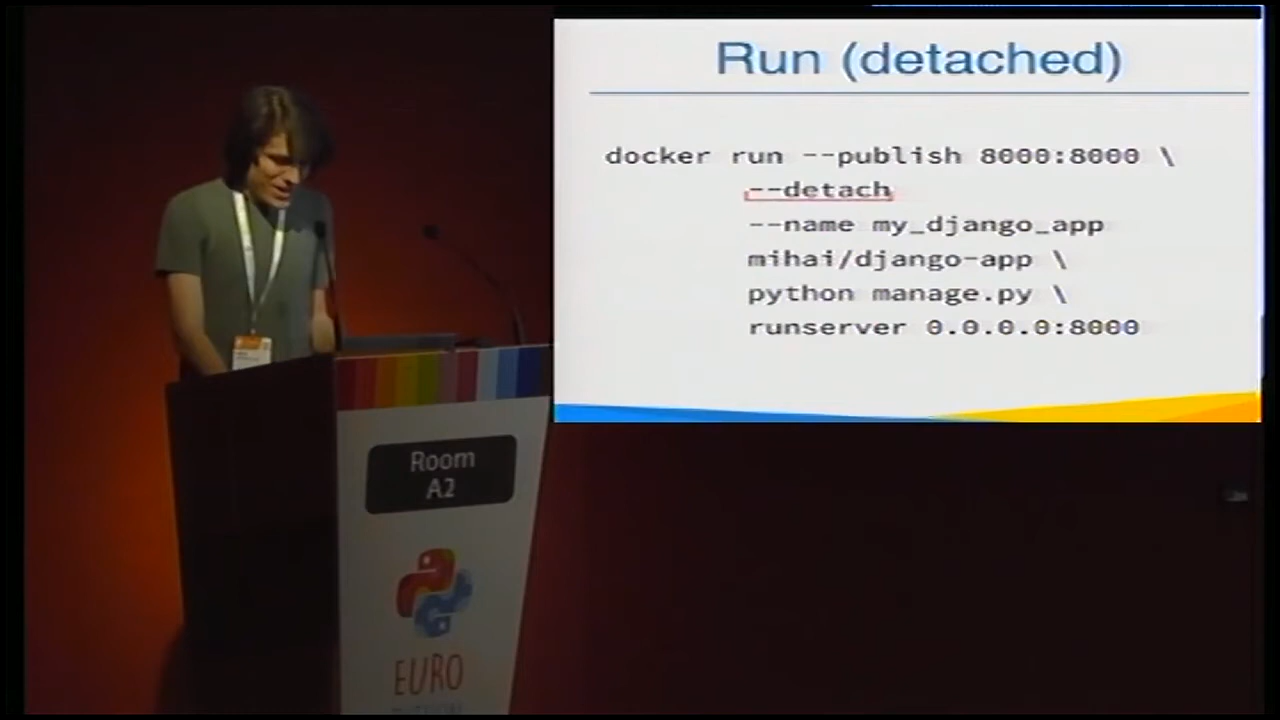 Run (detached)
docker run --publish 8000:8000 \
--detach
--name my_django_app
mihai/django-app \
python manage.py \
runserver 0.0.0.0:8000
Room
A2
EURO